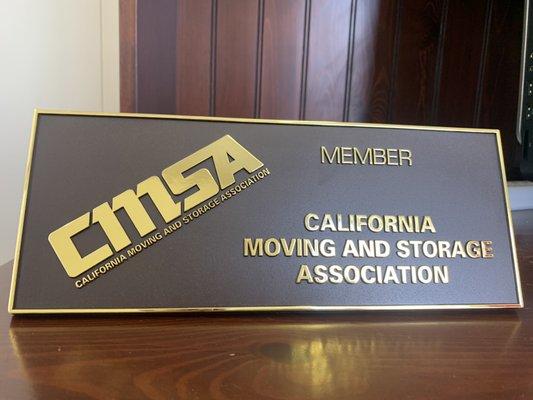 CMSA
CALIFORNIA MOVING AND STORAGE ASSOCIATION
MEMBER
CALIFORNIA
MOVING AND STORAGE
ASSOCIATION